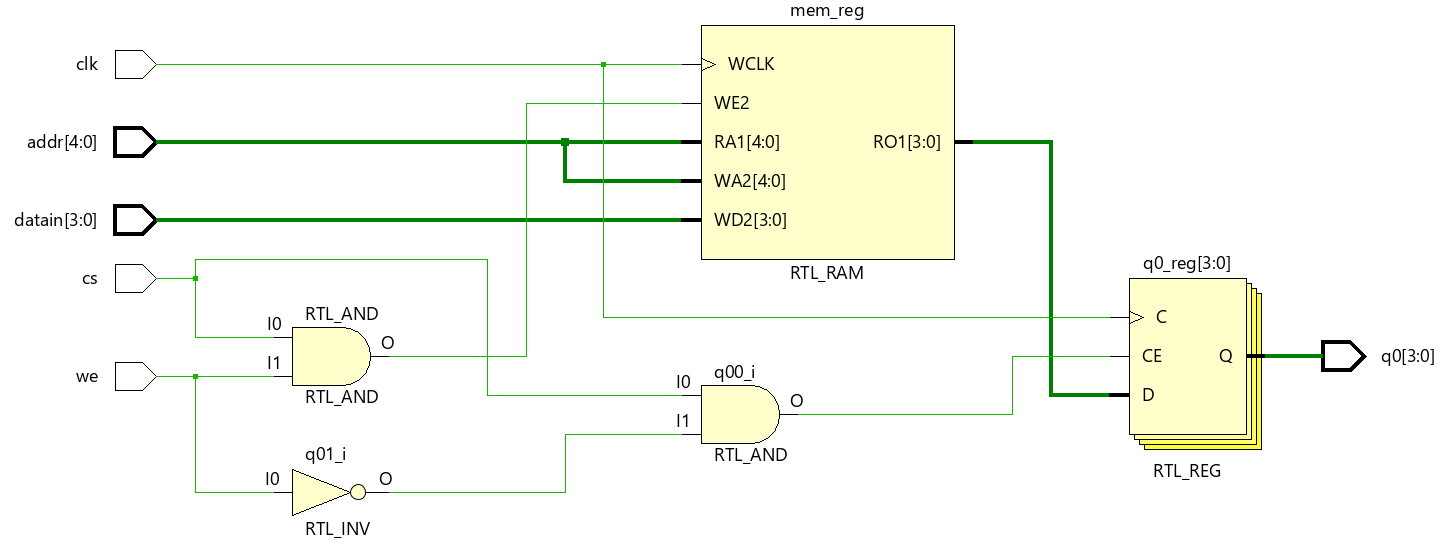 mem_reg
clk
WCLK
WE2
addr[4:0]
RA1[4:0]
RO1[3:0]
WA2[4:0]
datain[3:0]
WD2[3:0]
RTL_RAM
cs
q0_reg[3:0]
RTL_AND
I0
O
I1
we
RTL_AND
C
CE
Q
q0[3:0]
D
q00_i
I0
O
I1
RTL_AND
RTL_REG
q01_i
I0
O
RTL_INV